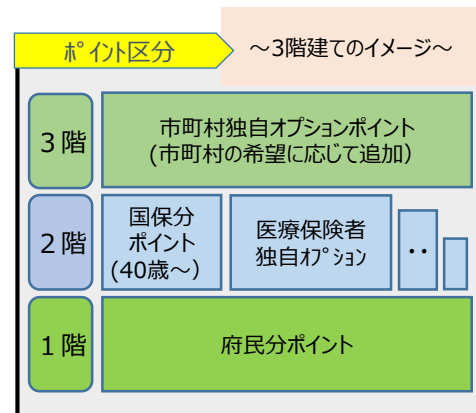 ﾎﾟｲﾝﾄ区分
～3階建てのイメージ～
3階
市町村独自オプションポイント
(市町村の希望に応じて追加)
2階
国保分
ポイント
(40歳～)
医療保険者
独自ｵﾌﾟｼｮﾝ
‥
1階
府民分ポイント